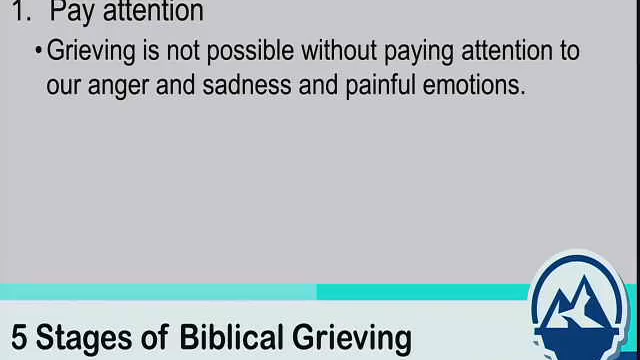 1. Pay attention
•Grieving is not possible without paying attention to
our anger and sadness and painful emotions.
5 Stages of Biblical Grieving